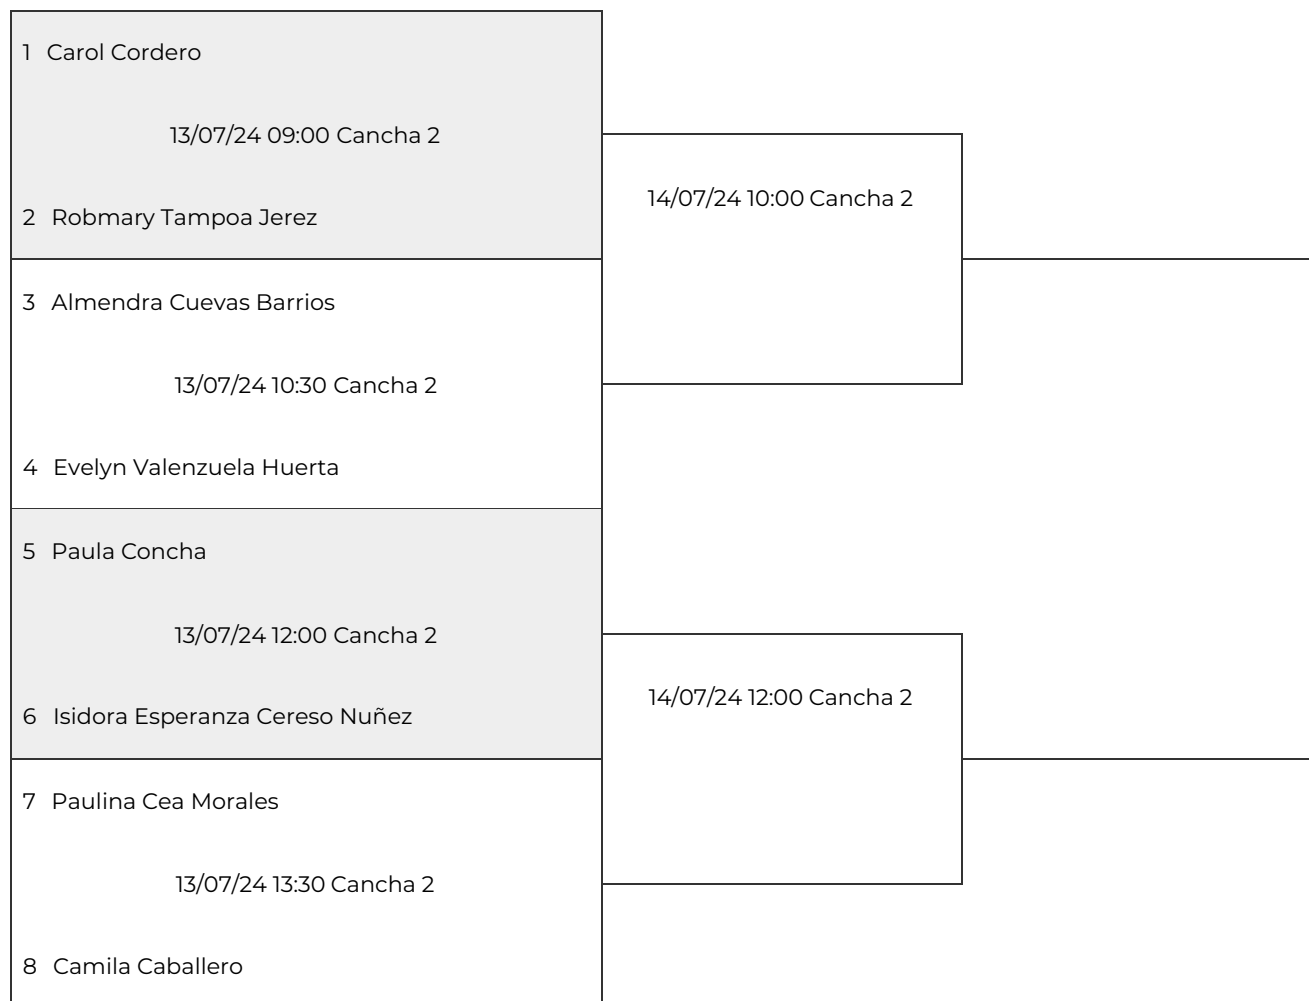 1 Carol Cordero
13/07/24 09:00 Cancha 2
2 Robmary Tampoa Jerez
3 Almendra Cuevas Barrios
13/07/24 10:30 Cancha 2
4 Evelyn Valenzuela Huerta
5 Paula Concha
13/07/24 12:00 Cancha 2
6 Isidora Esperanza Cereso Nuñez
7 Paulina Cea Morales
13/07/24 13:30 Cancha 2
8 Camila Caballero
14/07/24 10:00 Cancha 2
14/07/24 12:00 Cancha 2